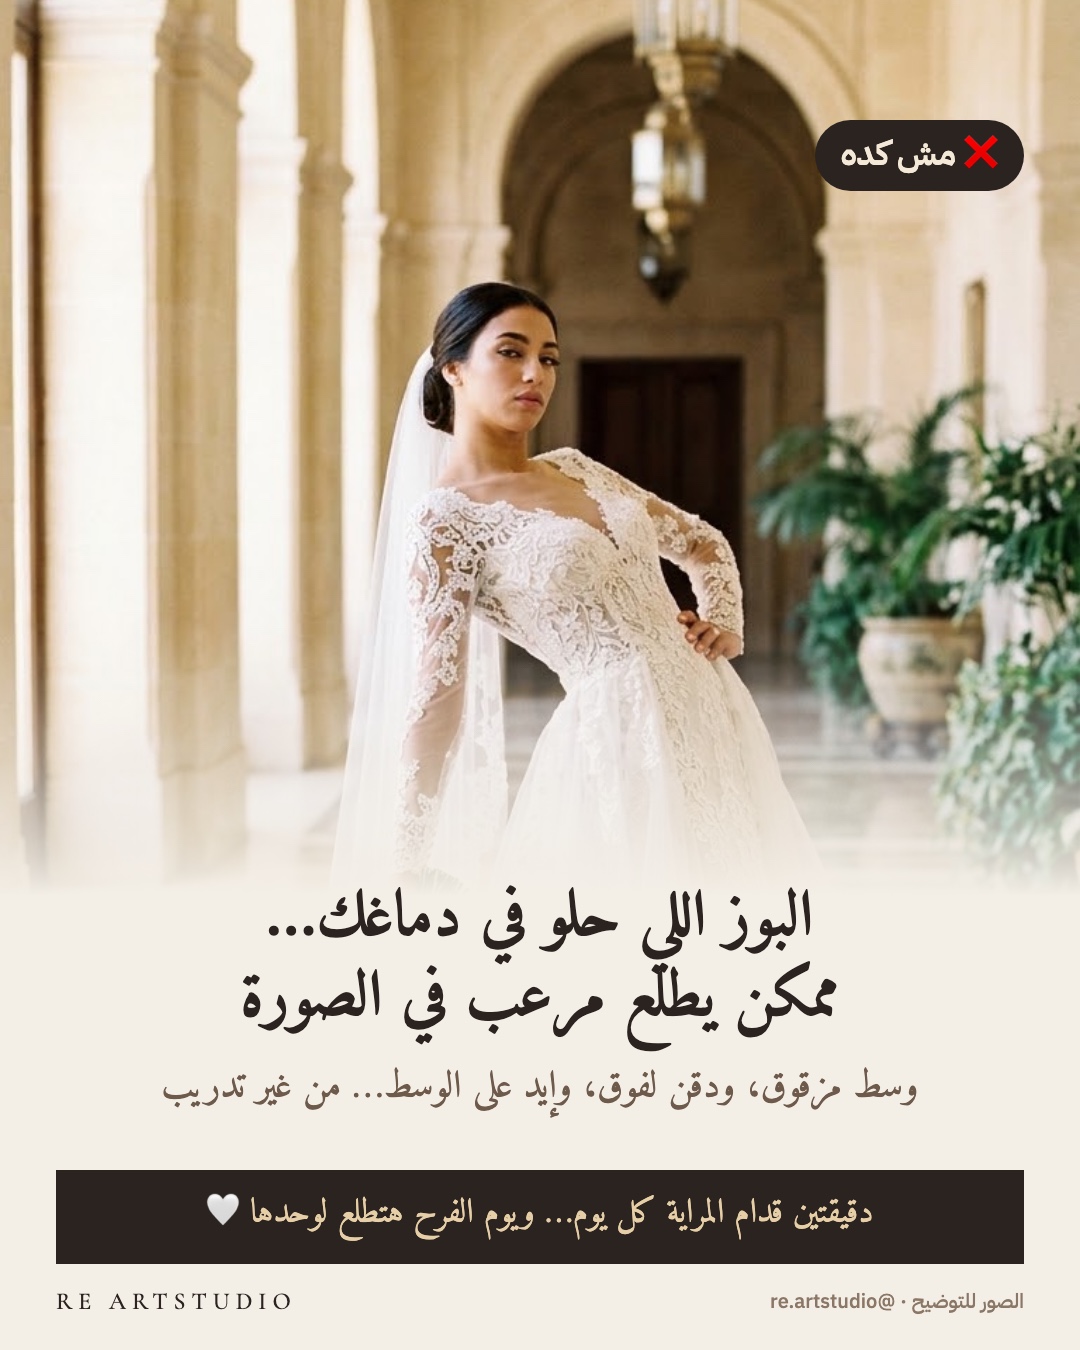 ❌ مش كده
البوز اللي حلو في دماغك...
ممكن يطلع مرعب في الصورة
وسط مزقوق، ودقن لفوق، وإيد على الوسط... من غير تدريب
دقيقتين قدام المراية كل يوم... ويوم الفرح هتطلع لوحدها 🤍
الصور للتوضيح · @re.artstudio
RE ARTSTUDIO